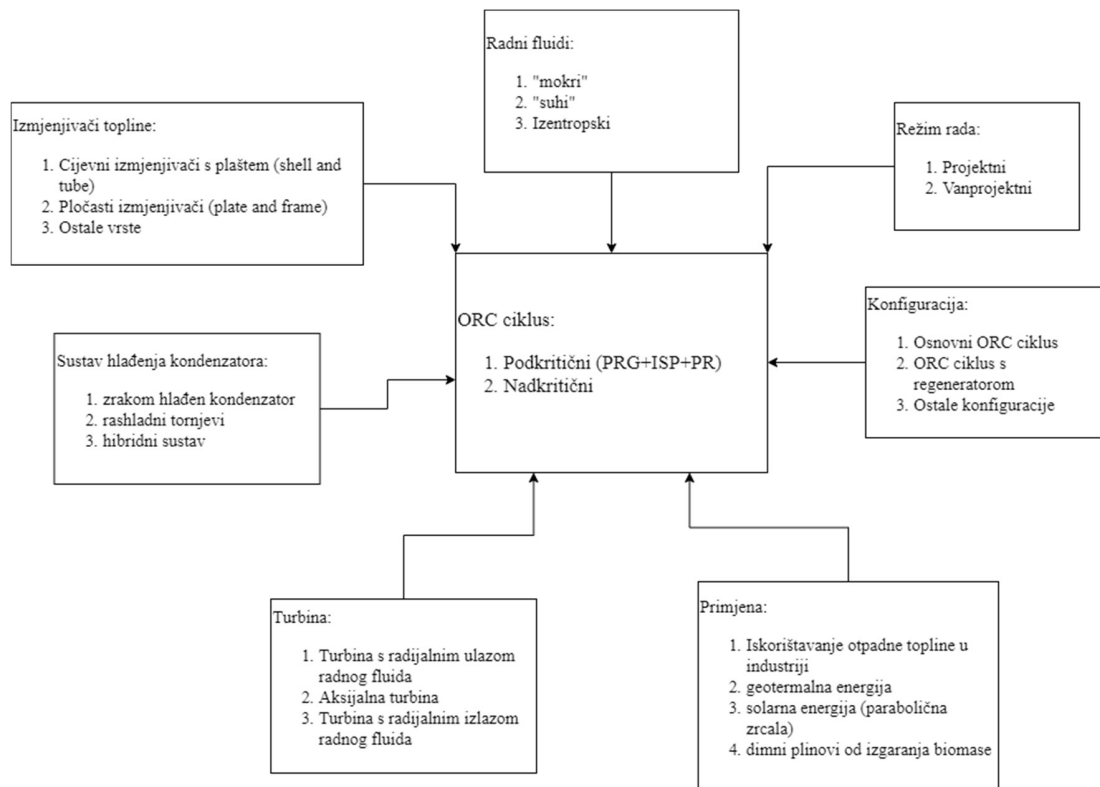 Radni fluidi:
1. "mokri"
2. "suhi"
3. Izentropski
Izmjenjivači topline:
1. Cijevni izmjenjivači s plaštem (shell and
tube)
2. Pločasti izmjenjivači (plate and frame)
3. Ostale vrste
Režim rada:
1. Projektni
2. Vanprojektni
ORC ciklus:
1. Podkritični (PRG+ISP+PR)
2. Nadkritični
Konfiguracija:
1. Osnovni ORC ciklus
2. ORC ciklus s
regeneratorom
3. Ostale konfiguracije
Sustav hlađenja kondenzatora:
1. zrakom hlađen kondenzator
2. rashladni tornjevi
3. hibridni sustav
Turbina:
1. Turbina s radijalnim ulazom
radnog fluida
2. Aksijalna turbina
3. Turbina s radijalnim izlazom
radnog fluida
Primjena:
1. Iskorištavanje otpadne topline u
industriji
2. geotermalna energija
3. solarna energija (parabolična
zrcala)
4. dimni plinovi od izgaranja biomase